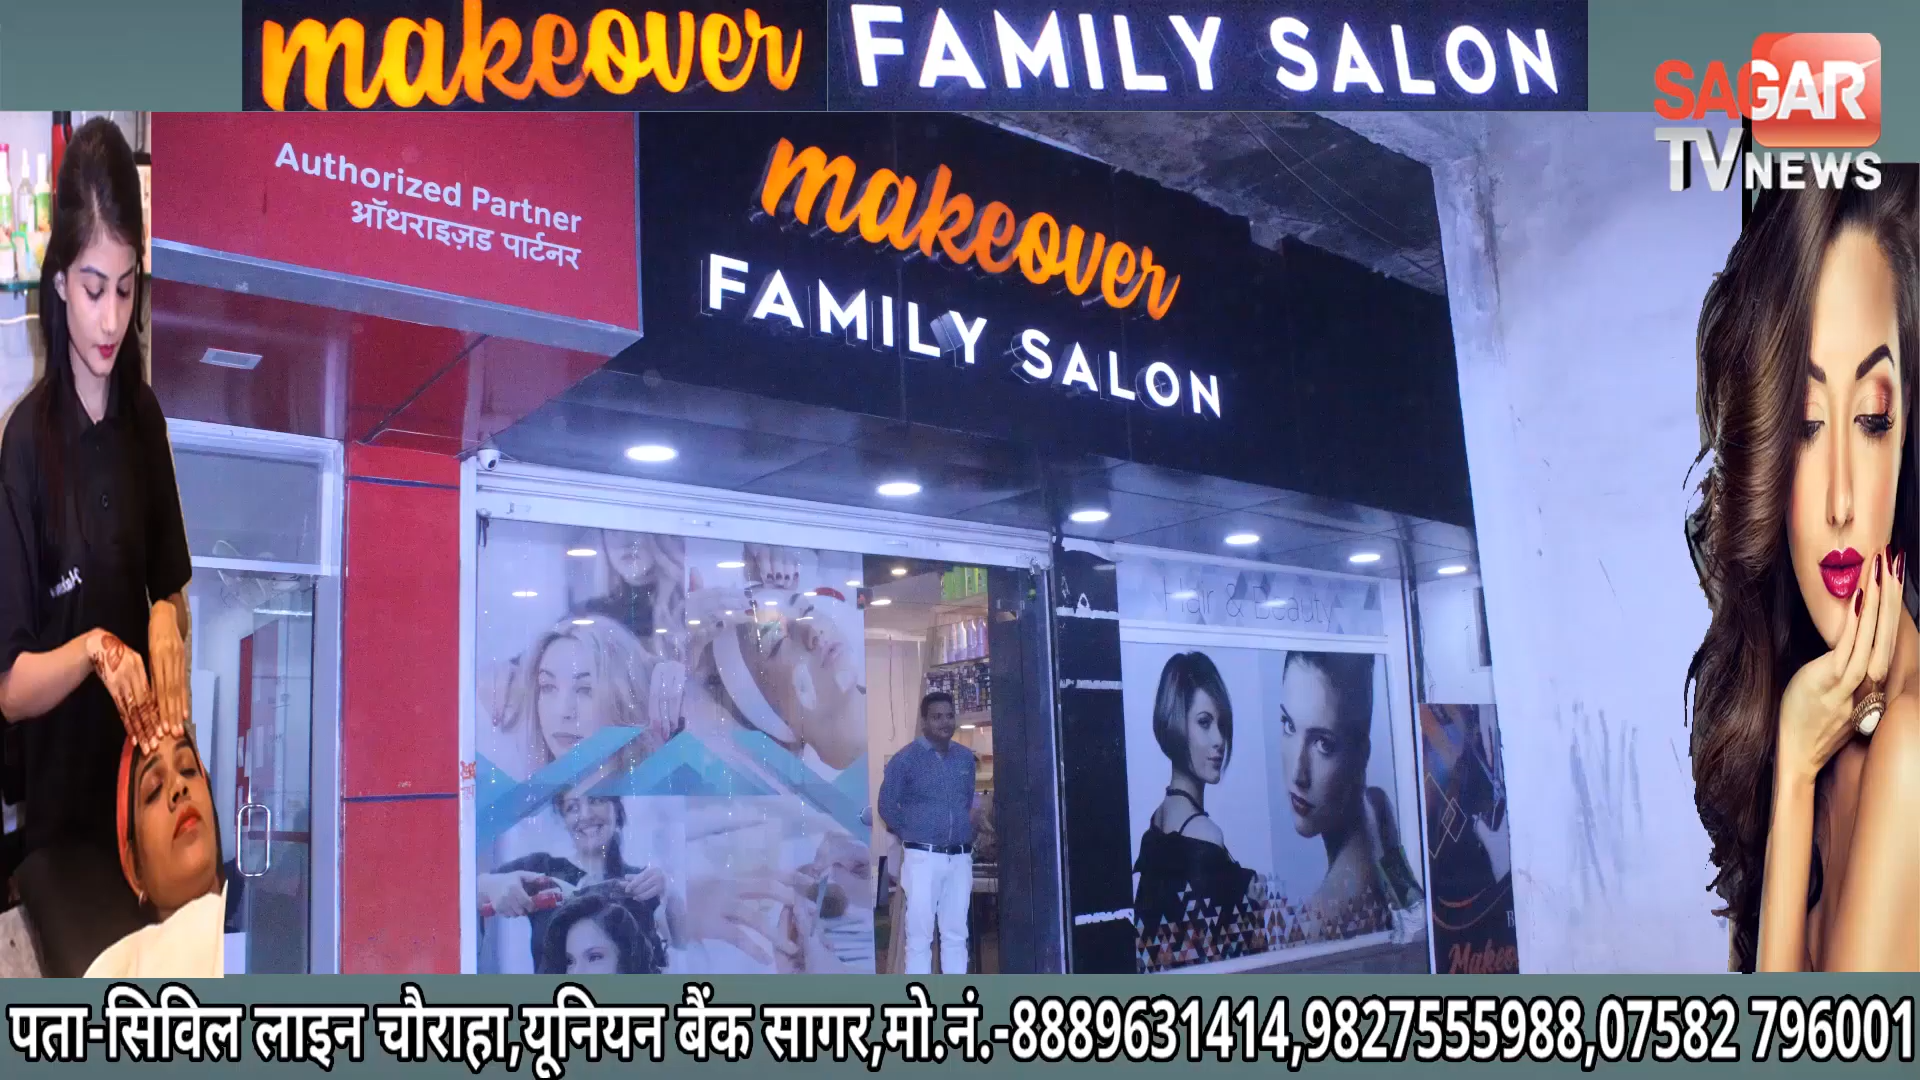 makeover FAMILY SALON
SAGAR
TV NEWS
Authorized Partner
ऑथराइज़्ड पार्टनर
makeover
FAMILY SALON
Hair & Beauty
पता-सिविल लाइन चौराहा,यूनियन बैंक सागर,मो.नं.-8889631414,9827555988,07582 796001